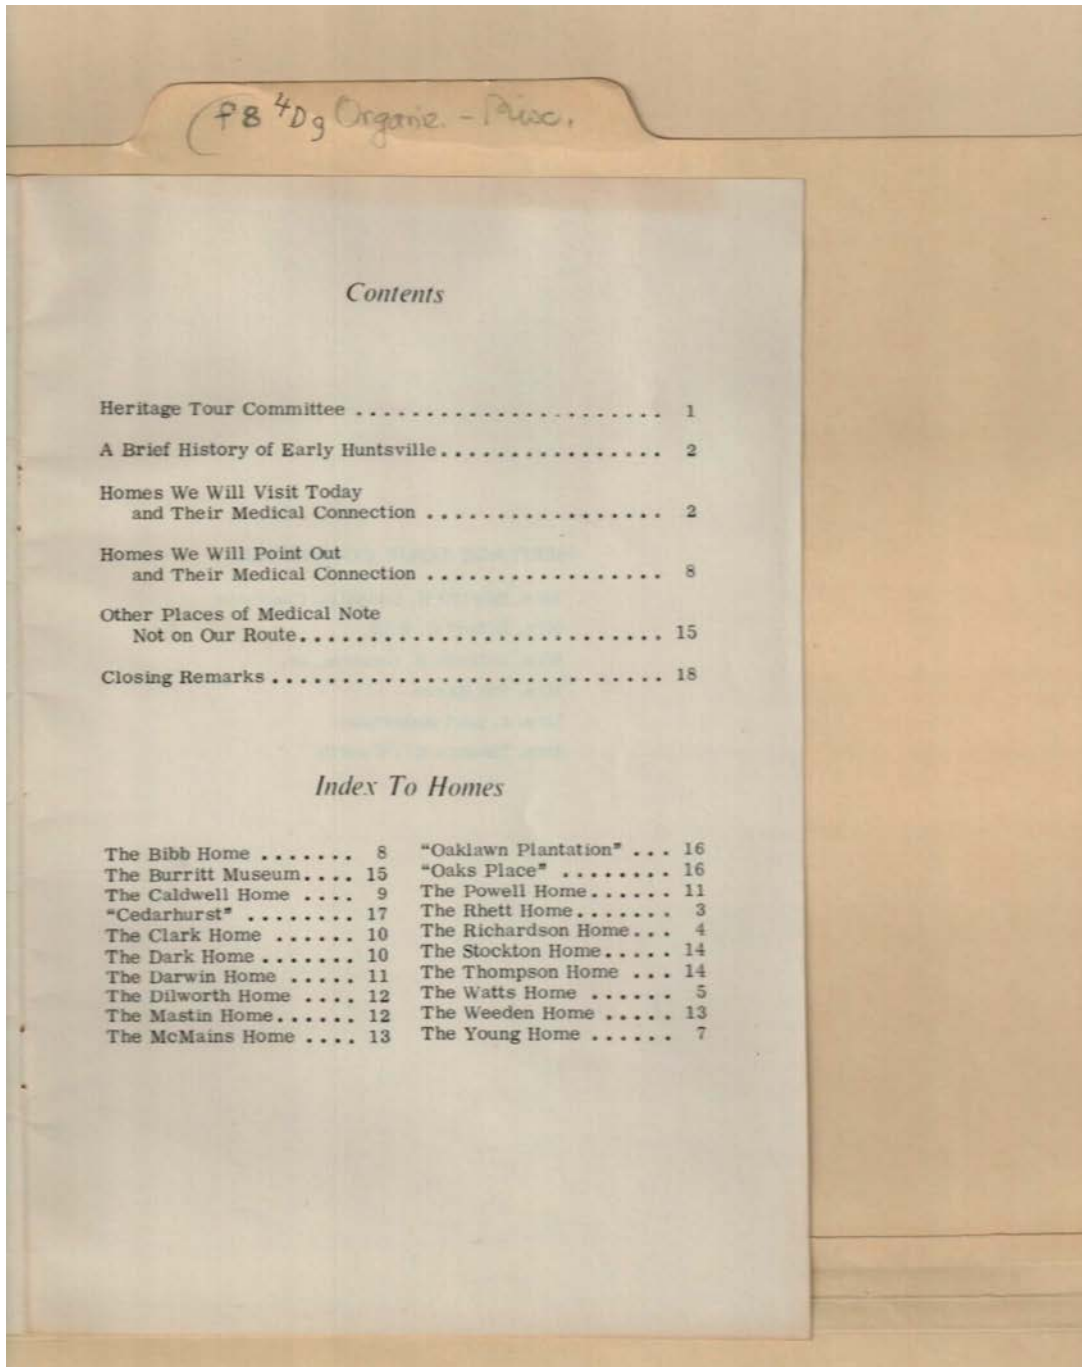 f8 4Dg Organie. - Misc.
Contents
Heritage Tour Committee ...................... 1
A Brief History of Early Huntsville................ 2
Homes We Will Visit Today
and Their Medical Connection ................. 2
Homes We Will Point Out
and Their Medical Connection ................. 8
Other Places of Medical Note
Not on Our Route.......................... 15
Closing Remarks ............................ 18
Index To Homes
The Bibb Home ....... 8
The Burritt Museum.... 15
The Caldwell Home .... 9
“Cedarhurst” ........ 17
The Clark Home ...... 10
The Dark Home ....... 10
The Darwin Home ..... 11
The Dilworth Home .... 12
The Mastin Home...... 12
The McMains Home .... 13
“Oaklawn Plantation” ... 16
“Oaks Place” ........ 16
The Powell Home...... 11
The Rhett Home....... 3
The Richardson Home... 4
The Stockton Home..... 14
The Thompson Home ... 14
The Watts Home ...... 5
The Weeden Home ..... 13
The Young Home ...... 7